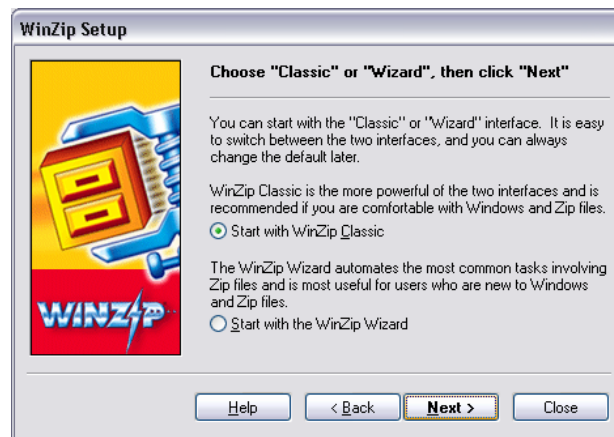 WinZip Setup
Choose "Classic" or "Wizard", then click "Next"
You can start with the "Classic" or "Wizard" interface. It is easy
to switch between the two interfaces, and you can always
change the default later.
WinZip Classic is the more powerful of the two interfaces and is
recommended if you are comfortable with Windows and Zip files.
Start with WinZip Classic
The WinZip Wizard automates the most common tasks involving
Zip files and is most useful for users who are new to Windows
and Zip files.
Start with the WinZip Wizard
WINZIP
Help
< Back
Next >
Close